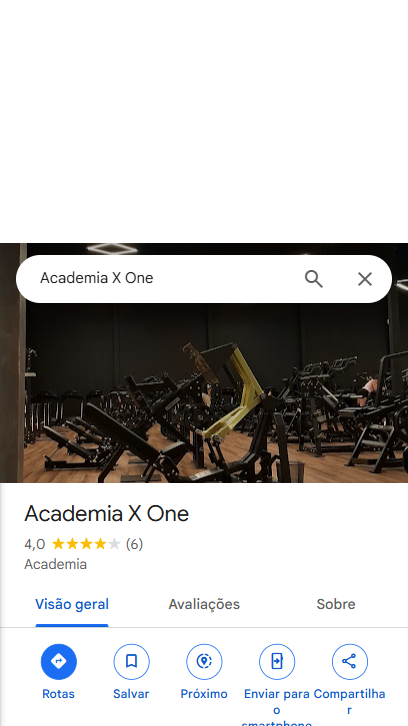 Academia X One
Academia X One
4,0 (6)
Academia
Visão geral Avaliações Sobre
Rotas Salvar Próximo Enviar para o smartphone Compartilhar